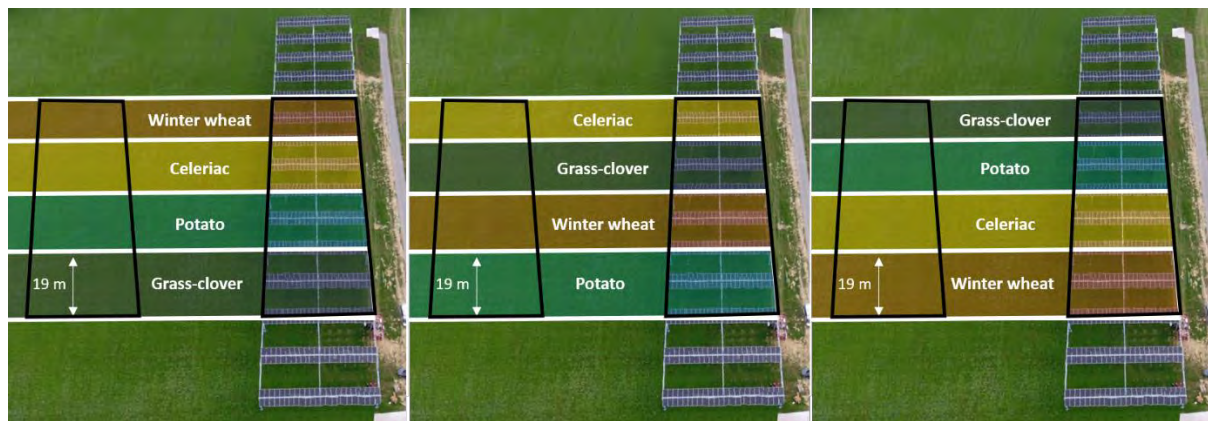 Winter wheat
Celeriac
Potato
19 m
Grass-clover
Celeriac
Grass-clover
Winter wheat
19 m
Potato
Grass-clover
Potato
Celeriac
19 m
Winter wheat